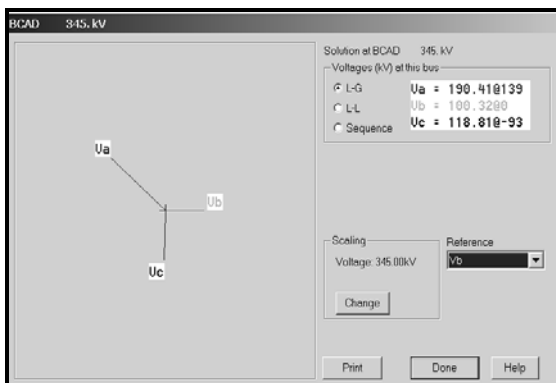 BCAD 345.kV
Solution at BCAD 345. kV
Voltages (kV) at this bus
L-G
Va = 190.41@139
L-L
Vb = 100.32@0
Sequence
Vc = 118.81@-93
Va
Vb
Vc
Scaling
Voltage: 345.00kV
Change
Reference
Vb
Print
Done
Help